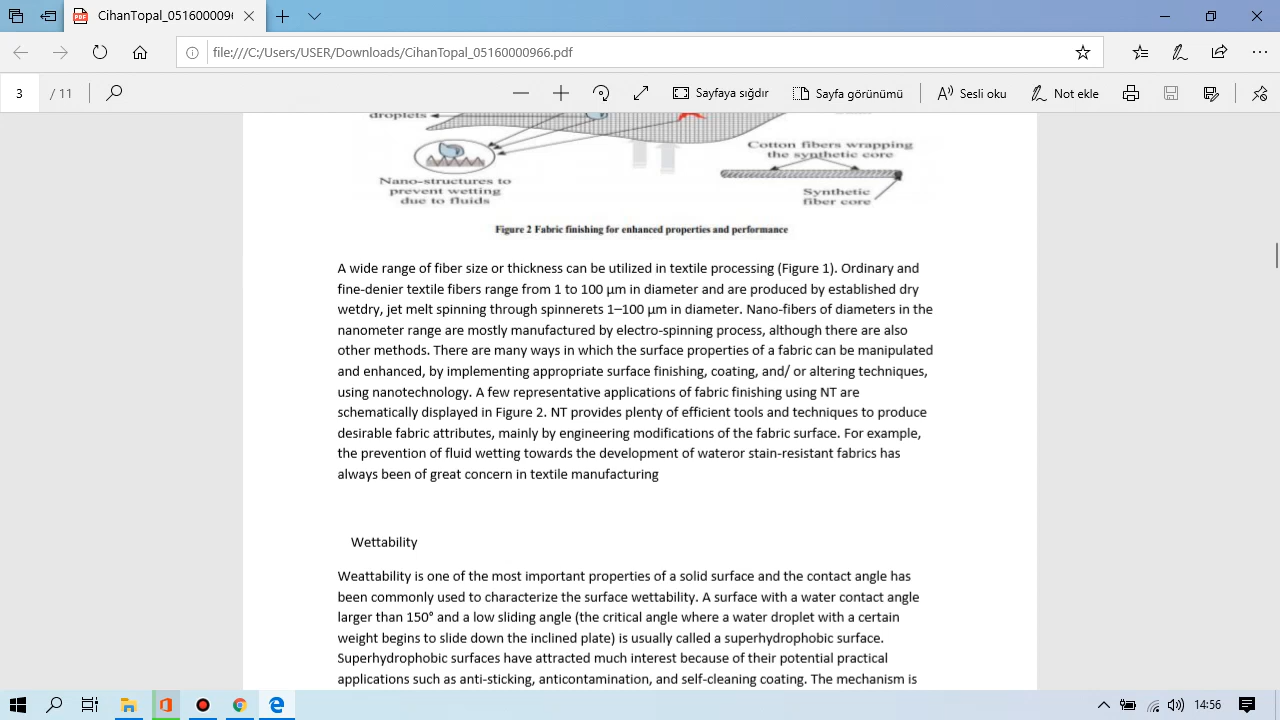 CihanTopal_05160000966
file:///C:/Users/USER/Downloads/CihanTopal_05160000966.pdf
3 / 11 Sayfaya sığdır Sayfa görünümü Sesli oku Not ekle
droplets
Nano-structures to
prevent wetting
due to fluids
Cotton fibers wrapping
the synthetic core
Synthetic
fiber core
Figure 2 Fabric finishing for enhanced properties and performance
A wide range of fiber size or thickness can be utilized in textile processing (Figure 1). Ordinary and
fine-denier textile fibers range from 1 to 100 μm in diameter and are produced by established dry
wetdry, jet melt spinning through spinnerets 1–100 μm in diameter. Nano-fibers of diameters in the
nanometer range are mostly manufactured by electro-spinning process, although there are also
other methods. There are many ways in which the surface properties of a fabric can be manipulated
and enhanced, by implementing appropriate surface finishing, coating, and/ or altering techniques,
using nanotechnology. A few representative applications of fabric finishing using NT are
schematically displayed in Figure 2. NT provides plenty of efficient tools and techniques to produce
desirable fabric attributes, mainly by engineering modifications of the fabric surface. For example,
the prevention of fluid wetting towards the development of wateror stain-resistant fabrics has
always been of great concern in textile manufacturing
Wettability
Weattability is one of the most important properties of a solid surface and the contact angle has
been commonly used to characterize the surface wettability. A surface with a water contact angle
larger than 150° and a low sliding angle (the critical angle where a water droplet with a certain
weight begins to slide down the inclined plate) is usually called a superhydrophobic surface.
Superhydrophobic surfaces have attracted much interest because of their potential practical
applications such as anti-sticking, anticontamination, and self-cleaning coating. The mechanism is
14:56